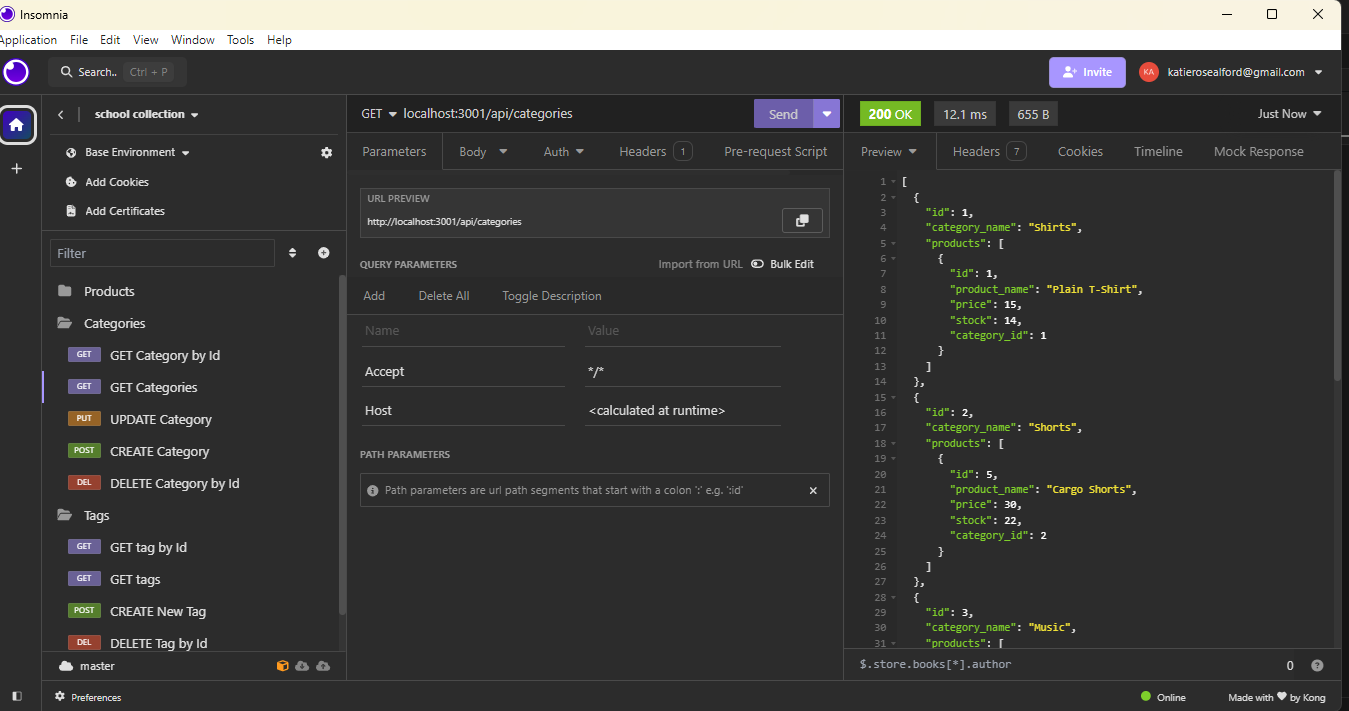 Insomnia
Application File Edit View Window Tools Help
Search.. Ctrl + P
Invite
KA katierosealford@gmail.com
school collection
Base Environment
Add Cookies
Add Certificates
Filter
Products
Categories
GET GET Category by Id
GET GET Categories
PUT UPDATE Category
POST CREATE Category
DEL DELETE Category by Id
Tags
GET GET tag by Id
GET GET tags
POST CREATE New Tag
DEL DELETE Tag by Id
master
GET localhost:3001/api/categories
Send
Parameters Body Auth Headers 1 Pre-request Script
URL PREVIEW
http://localhost:3001/api/categories
QUERY PARAMETERS Import from URL Bulk Edit
Add Delete All Toggle Description
Name Value
Accept */*
Host <calculated at runtime>
PATH PARAMETERS
Path parameters are url path segments that start with a colon ':' e.g. ':id'
200 OK 12.1 ms 655 B Just Now
Preview Headers 7 Cookies Timeline Mock Response
1 [
2 {
3 "id": 1,
4 "category_name": "Shirts",
5 "products": [
6 {
7 "id": 1,
8 "product_name": "Plain T-Shirt",
9 "price": 15,
10 "stock": 14,
11 "category_id": 1
12 }
13 ]
14 },
15 {
16 "id": 2,
17 "category_name": "Shorts",
18 "products": [
19 {
20 "id": 5,
21 "product_name": "Cargo Shorts",
22 "price": 30,
23 "stock": 22,
24 "category_id": 2
25 }
26 ]
27 },
28 {
29 "id": 3,
30 "category_name": "Music",
31 "products": [
$.store.books[*].author 0
Preferences
Online Made with by Kong